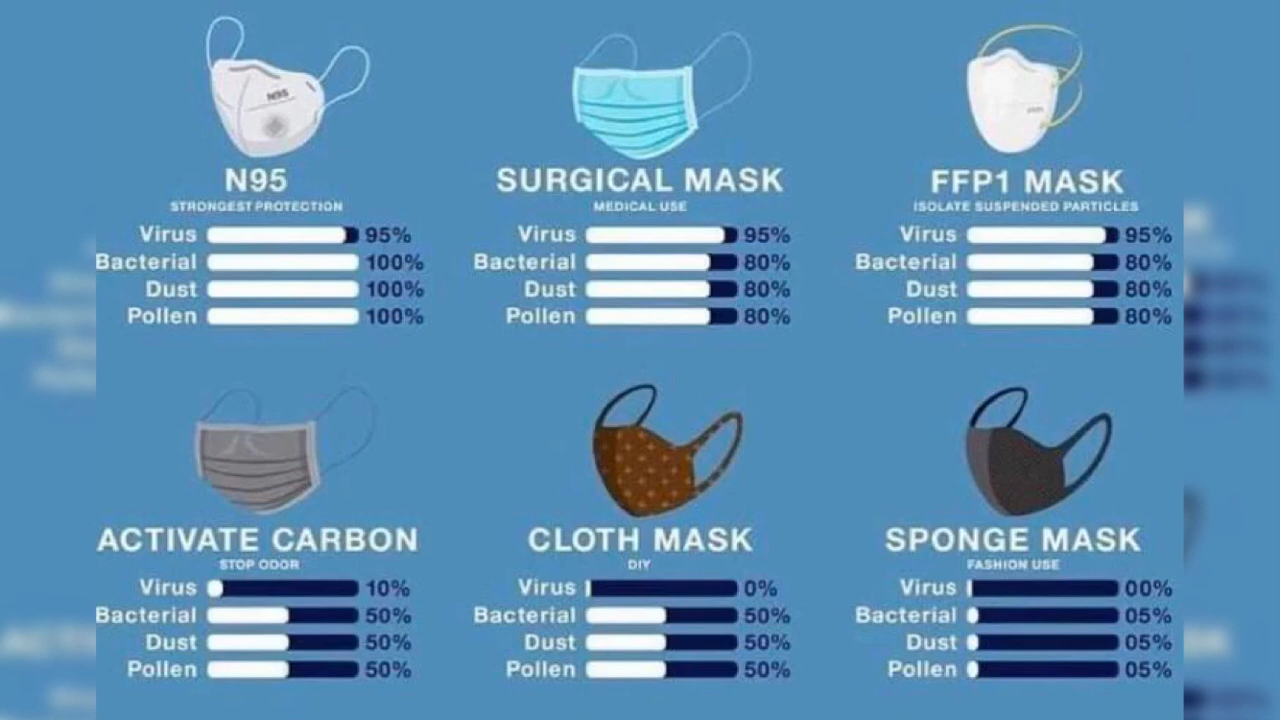 N95
N95
STRONGEST PROTECTION
Virus 95%
Bacterial 100%
Dust 100%
Pollen 100%
SURGICAL MASK
MEDICAL USE
Virus 95%
Bacterial 80%
Dust 80%
Pollen 80%
FFP1 MASK
ISOLATE SUSPENDED PARTICLES
Virus 95%
Bacterial 80%
Dust 80%
Pollen 80%
ACTIVATE CARBON
STOP ODOR
Virus 10%
Bacterial 50%
Dust 50%
Pollen 50%
CLOTH MASK
DIY
Virus 0%
Bacterial 50%
Dust 50%
Pollen 50%
SPONGE MASK
FASHION USE
Virus 00%
Bacterial 05%
Dust 05%
Pollen 05%